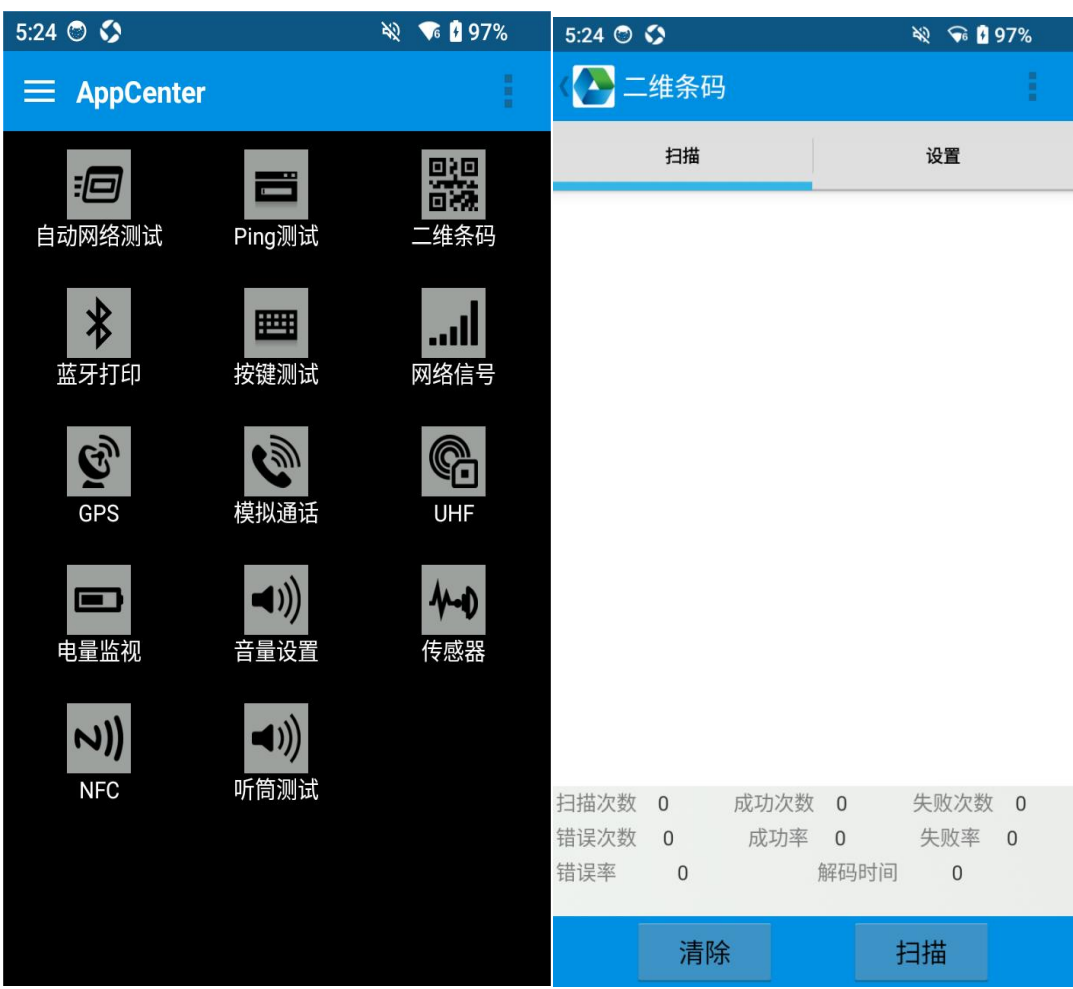 5:24 97%
AppCenter
自动网络测试 Ping测试 二维条码
蓝牙打印 按键测试 网络信号
GPS 模拟通话 UHF
电量监视 音量设置 传感器
NFC 听筒测试
5:24 97%
二维条码
扫描 设置
扫描次数 0 成功次数 0 失败次数 0
错误次数 0 成功率 0 失败率 0
错误率 0 解码时间 0
清除 扫描